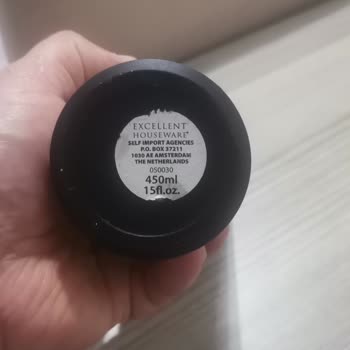 EXCELLENT
HOUSEWARE®
SELF IMPORT AGENCIES
P.O. BOX 37211
1030 AE AMSTERDAM
THE NETHERLANDS
050030
450ml
15fl.oz.